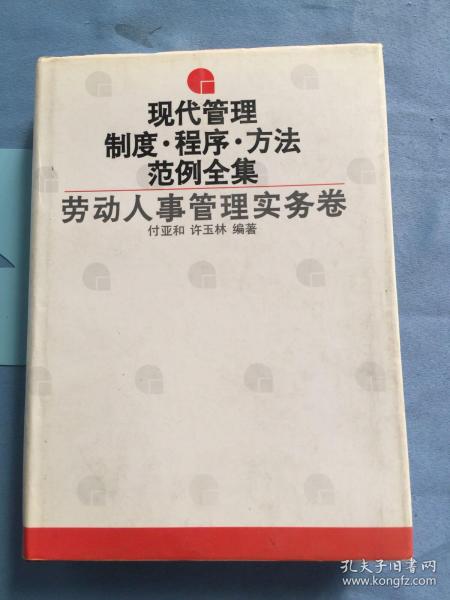 现代管理
制度·程序·方法
范例全集
劳动人事管理实务卷
付亚和 许玉林 编著
孔夫子旧书网
www.kongfz.com